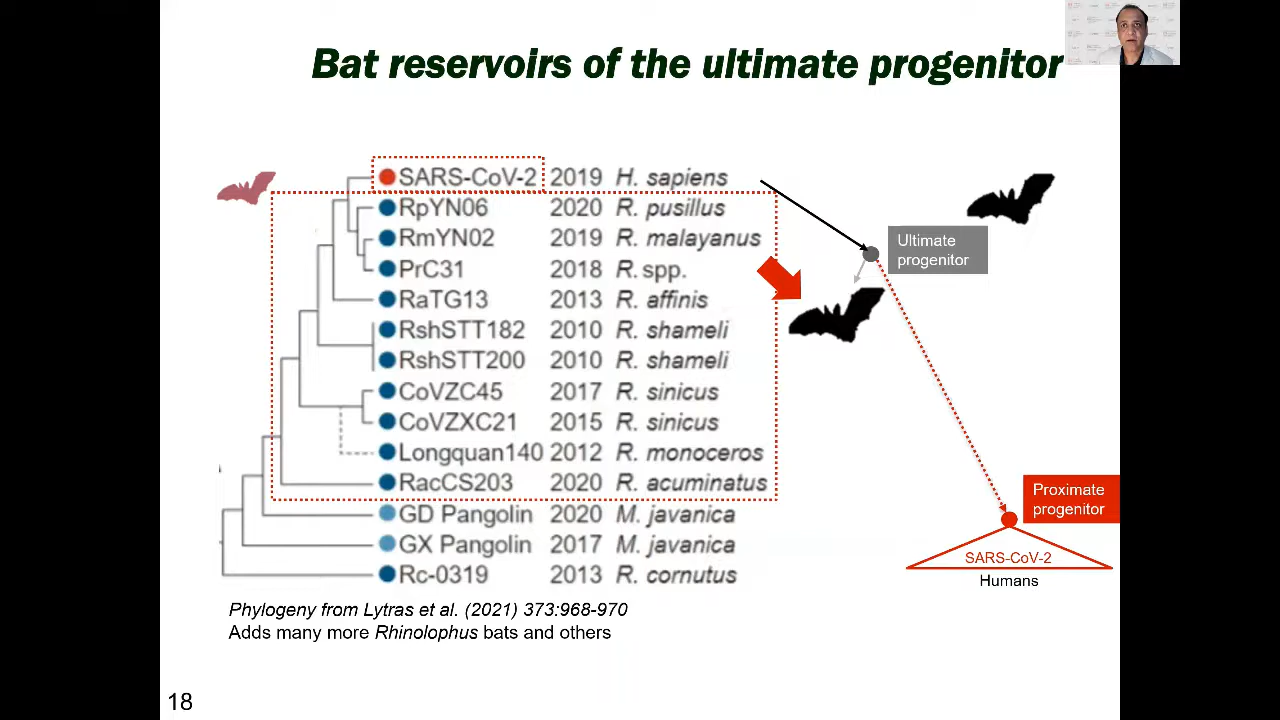 Bat reservoirs of the ultimate progenitor
SARS-CoV-2 2019 H. sapiens
RpYN06 2020 R. pusillus
RmYN02 2019 R. malayanus
PrC31 2018 R. spp.
RaTG13 2013 R. affinis
RshSTT182 2010 R. shameli
RshSTT200 2010 R. shameli
CoVZC45 2017 R. sinicus
CoVZXC21 2015 R. sinicus
Longquan140 2012 R. monoceros
RacCS203 2020 R. acuminatus
GD Pangolin 2020 M. javanica
GX Pangolin 2017 M. javanica
Rc-0319 2013 R. cornutus
Ultimate
progenitor
Proximate
progenitor
SARS-CoV-2
Humans
Phylogeny from Lytras et al. (2021) 373:968-970
Adds many more Rhinolophus bats and others
18